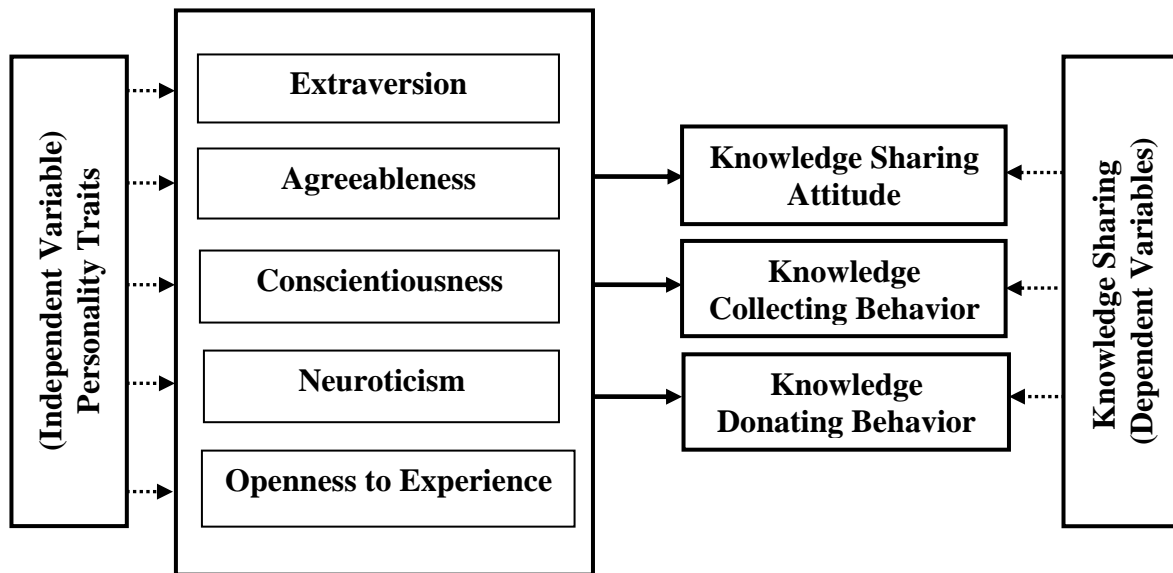 (Independent Variable)
Personality Traits
Extraversion
Agreeableness
Conscientiousness
Neuroticism
Openness to Experience
Knowledge Sharing
Attitude
Knowledge
Collecting Behavior
Knowledge
Donating Behavior
Knowledge Sharing
(Dependent Variables)